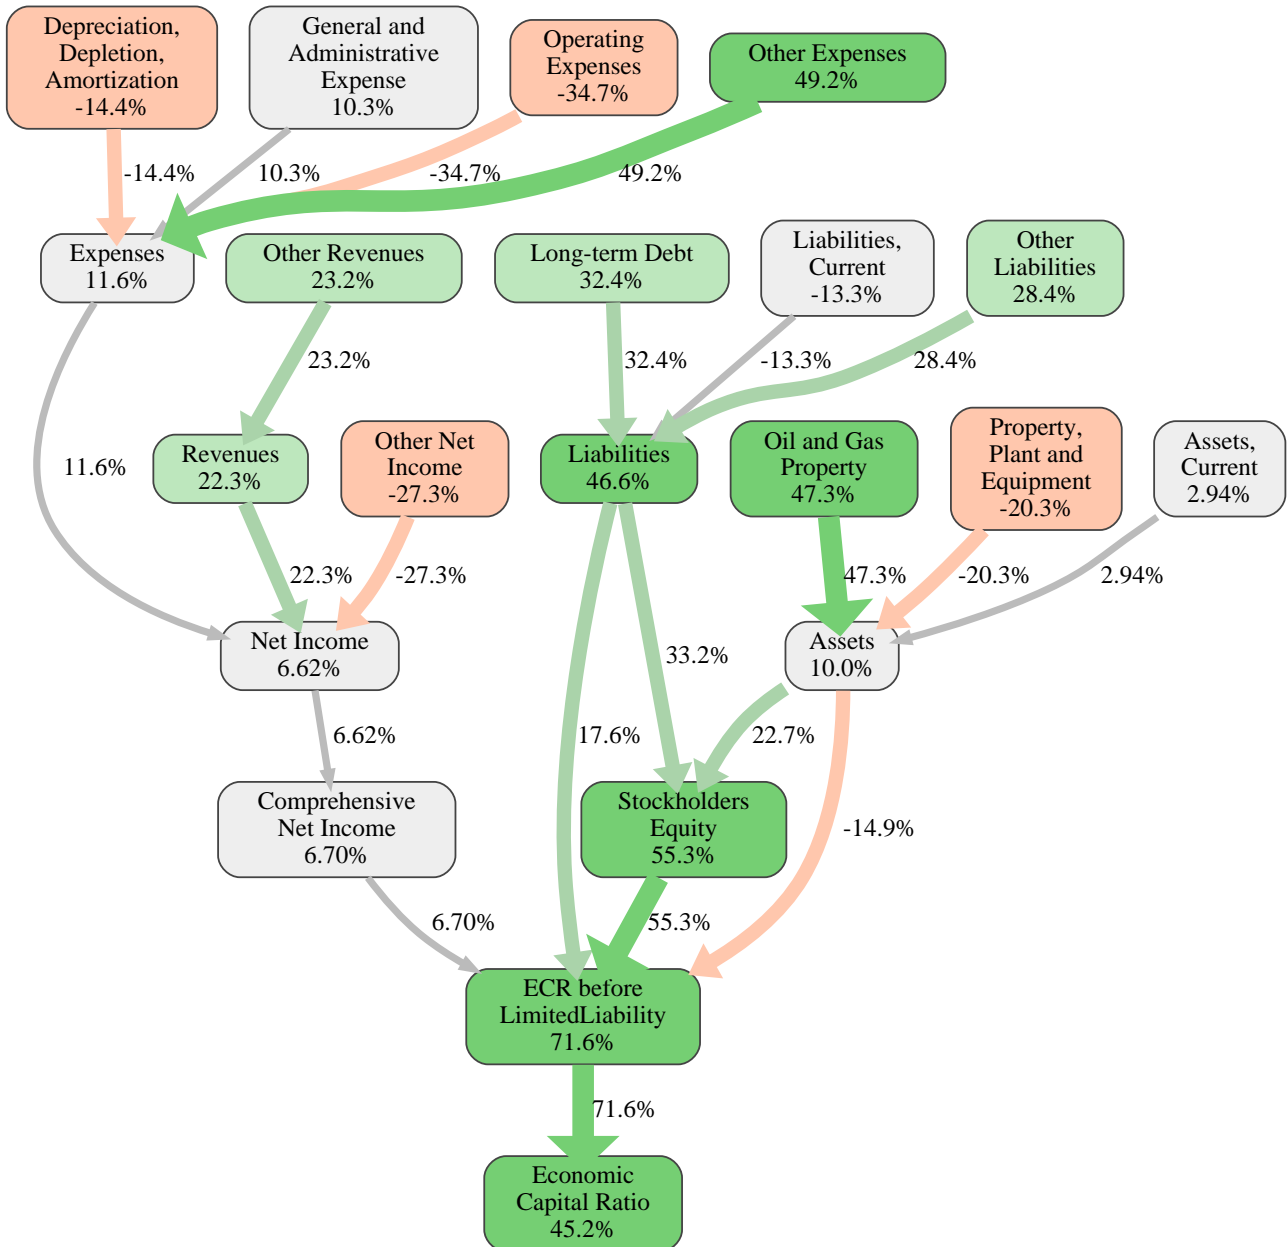 Depreciation,
Depletion,
Amortization
-14.4%
General and
Administrative
Expense
10.3%
Operating
Expenses
-34.7%
Other Expenses
49.2%
-14.4%
10.3%
-34.7%
49.2%
Expenses
11.6%
Other Revenues
23.2%
Long-term Debt
32.4%
Liabilities,
Current
-13.3%
Other
Liabilities
28.4%
23.2%
32.4%
-13.3%
28.4%
11.6%
Revenues
22.3%
Other Net
Income
-27.3%
Liabilities
46.6%
Oil and Gas
Property
47.3%
Property,
Plant and
Equipment
-20.3%
Assets,
Current
2.94%
22.3%
-27.3%
47.3%
-20.3%
2.94%
Net Income
6.62%
33.2%
Assets
10.0%
6.62%
17.6%
22.7%
Comprehensive
Net Income
6.70%
Stockholders
Equity
55.3%
-14.9%
6.70%
55.3%
ECR before
LimitedLiability
71.6%
71.6%
Economic
Capital Ratio
45.2%